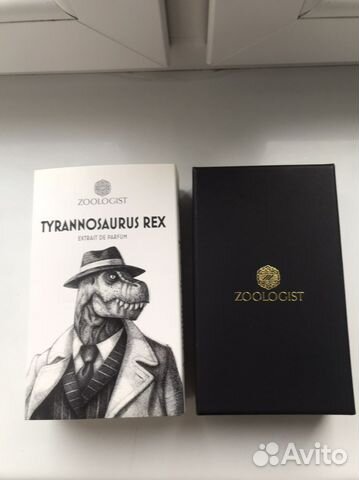 ZOOLOGIST
TYRANNOSAURUS REX
EXTRAIT DE PARFUM
ZOOLOGIST
Avito